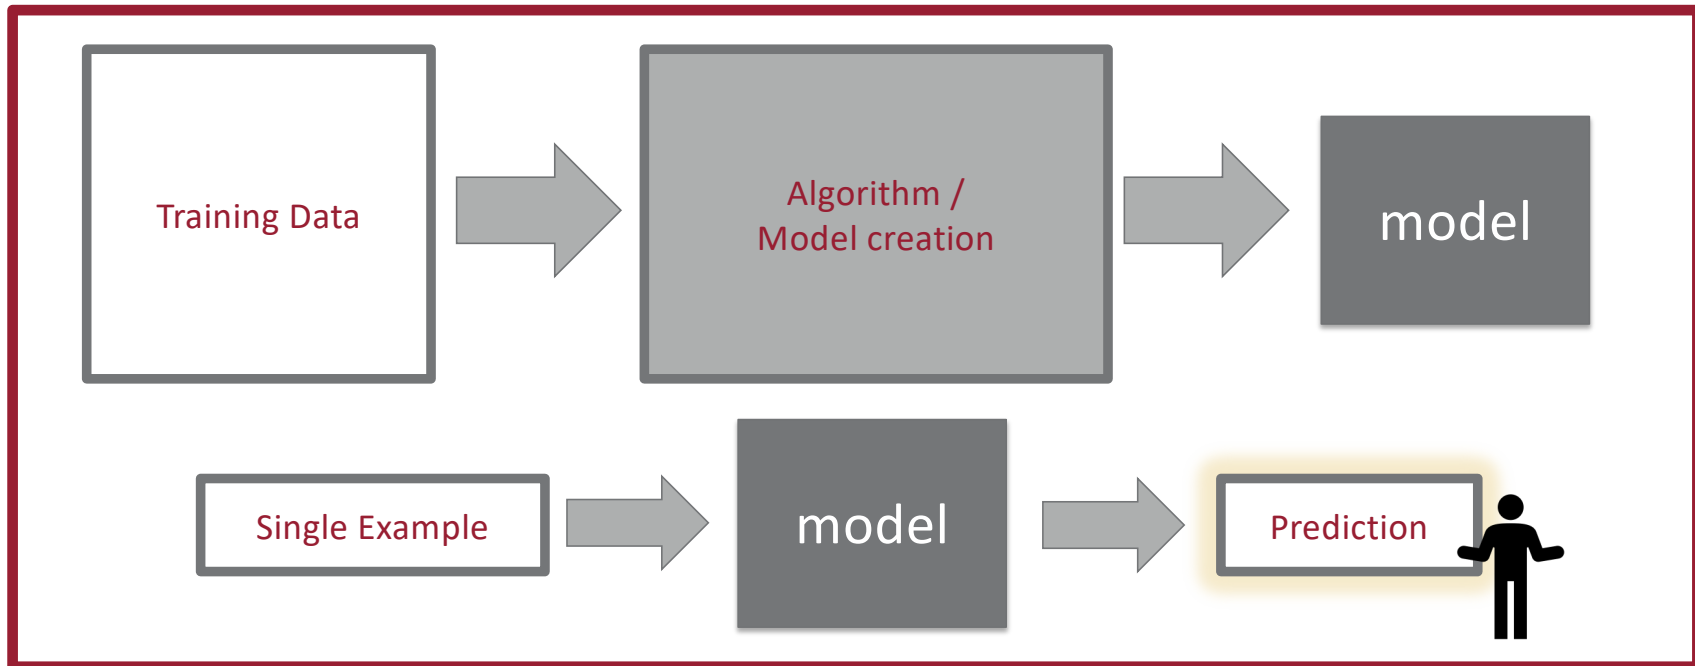 Training Data
Algorithm /
Model creation
model
Single Example
model
Prediction